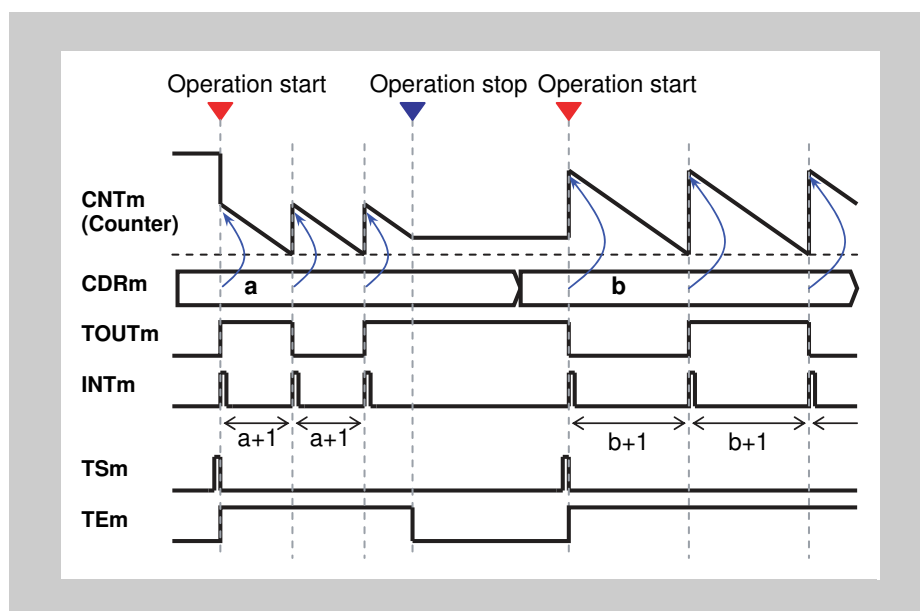 Operation start Operation stop Operation start
CNTm
(Counter)
CDRm a b
TOUTm
INTm
a+1 a+1 b+1 b+1
TSm
TEm